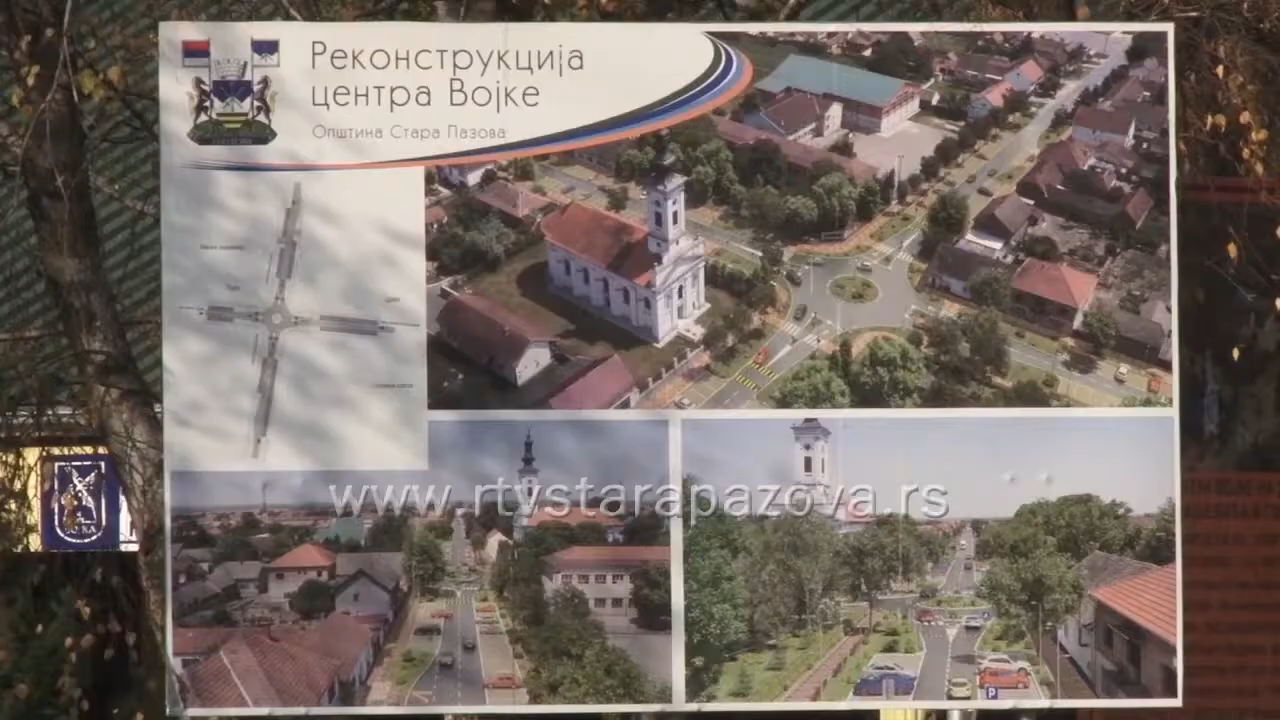 Реконструкција
центра Војке
Општина Стара Пазова
www.rtvstarapazova.rs
P